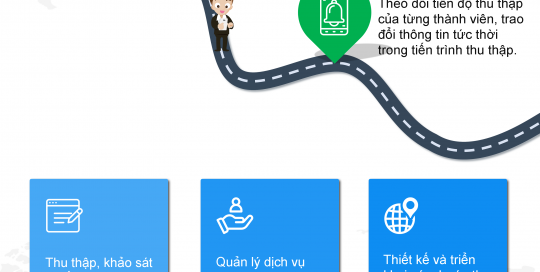 Theo dõi tiến độ thu thập
của từng thành viên, trao
đổi thông tin tức thời
trong tiến trình thu thập.
Thu thập, khảo sát
Quản lý dịch vụ
Thiết kế và triển